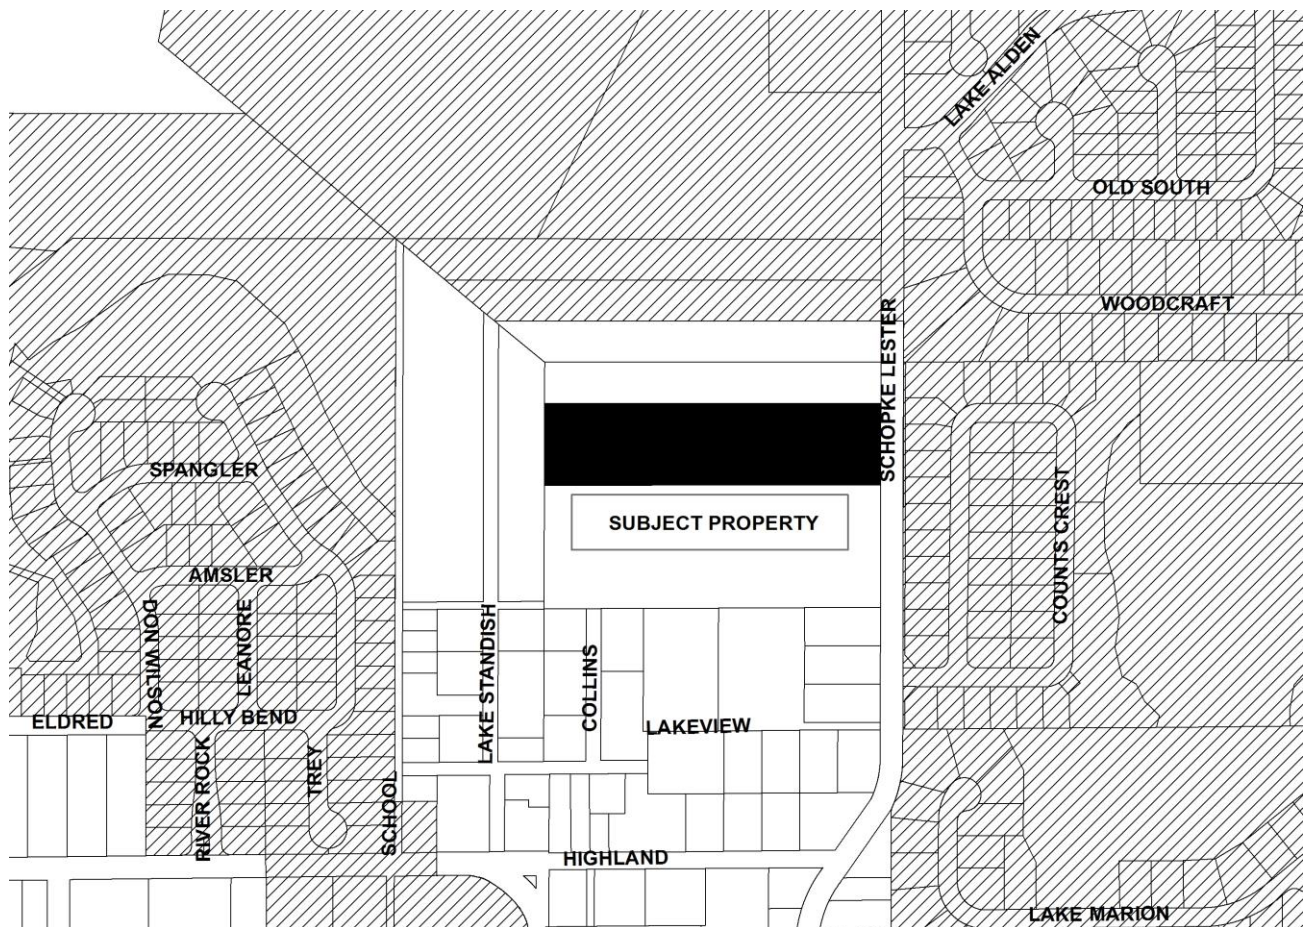 LAKE ALDEN
OLD SOUTH
WOODCRAFT
SCHOPKE LESTER
SPANGLER
COUNTS CREST
SUBJECT PROPERTY
AMSLER
DON WILSON
LEANORE
LAKE STANDISH
COLLINS
ELDRED
HILLY BEND
LAKEVIEW
RIVER ROCK
TREY
SCHOOL
HIGHLAND
LAKE MARION